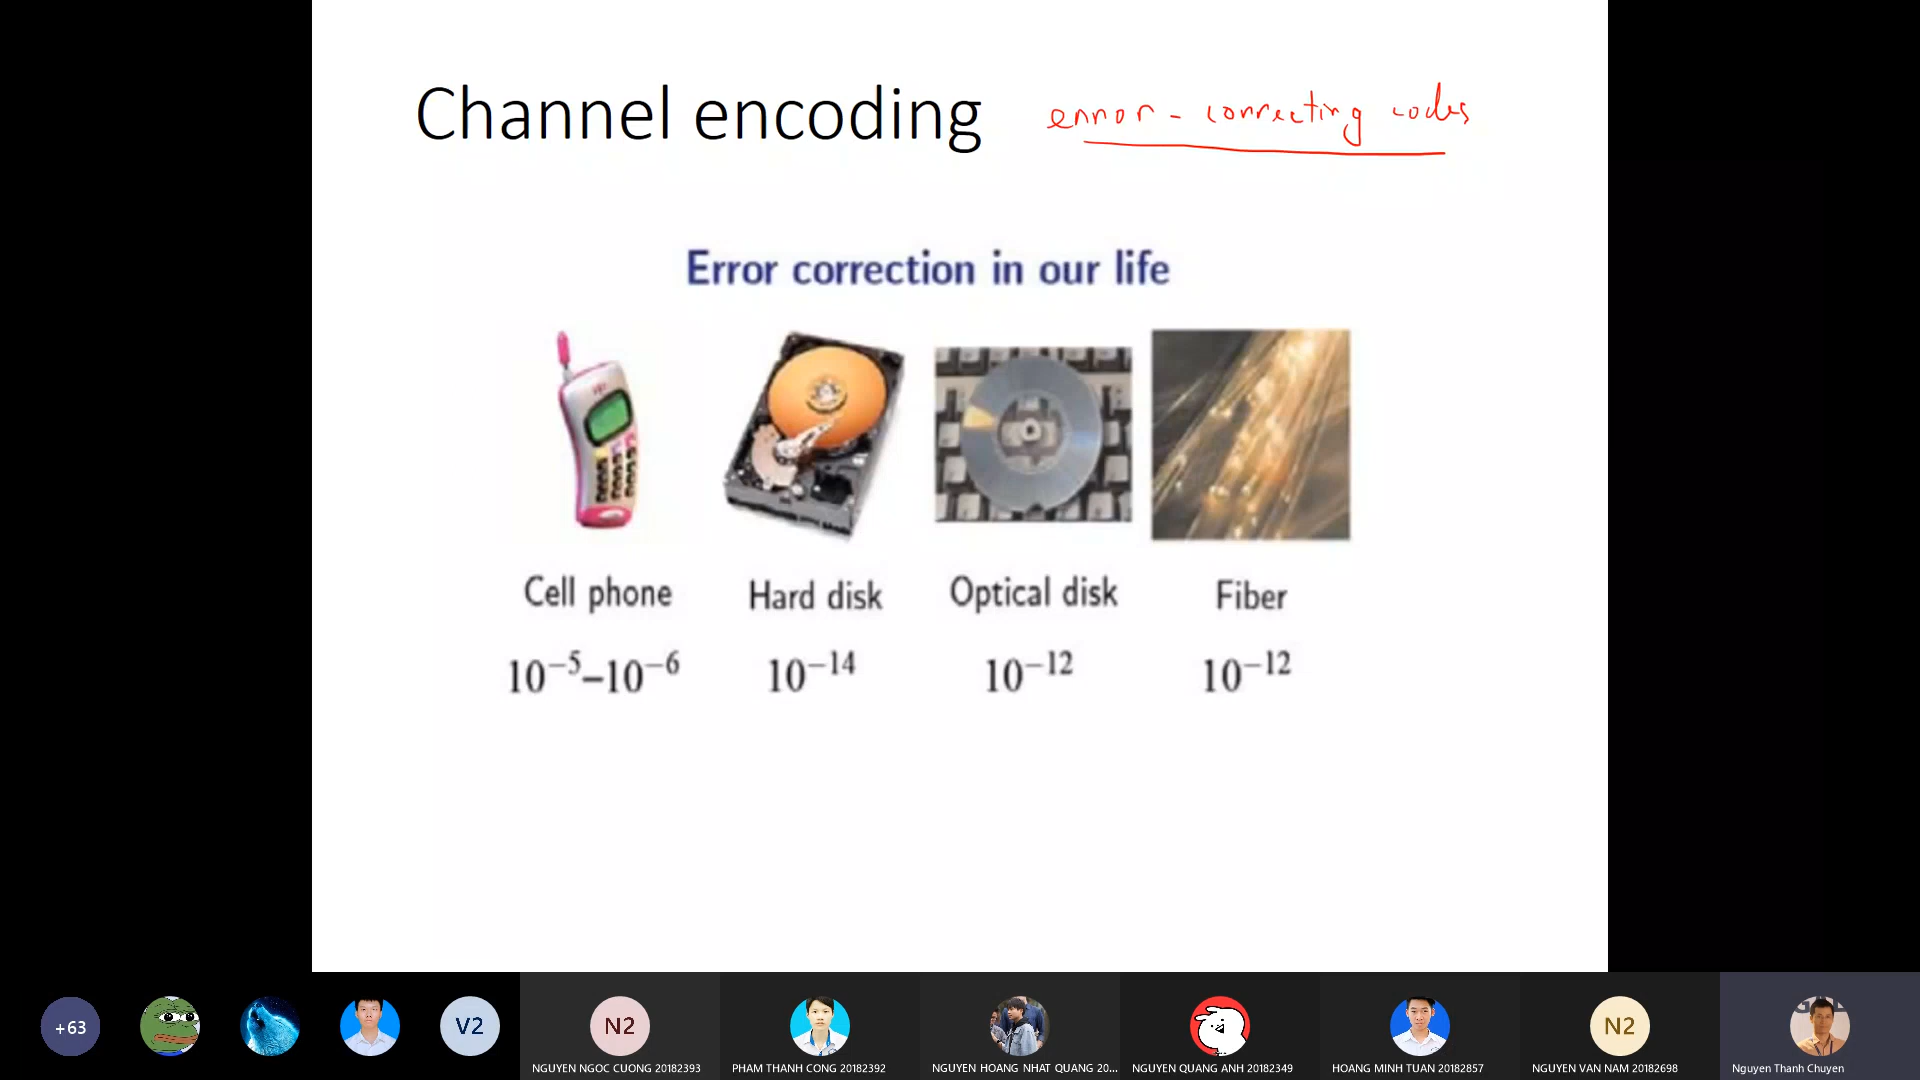 Channel encoding error - correcting codes
Error correction in our life
Cell phone Hard disk Optical disk Fiber
10⁻⁵–10⁻⁶ 10⁻¹⁴ 10⁻¹² 10⁻¹²
+63 V2 N2 N2
NGUYEN NGOC CUONG 20182393 PHAM THANH CONG 20182392 NGUYEN HOANG NHAT QUANG 20... NGUYEN QUANG ANH 20182349 HOANG MINH TUAN 20182857 NGUYEN VAN NAM 20182698 Nguyen Thanh Chuyen